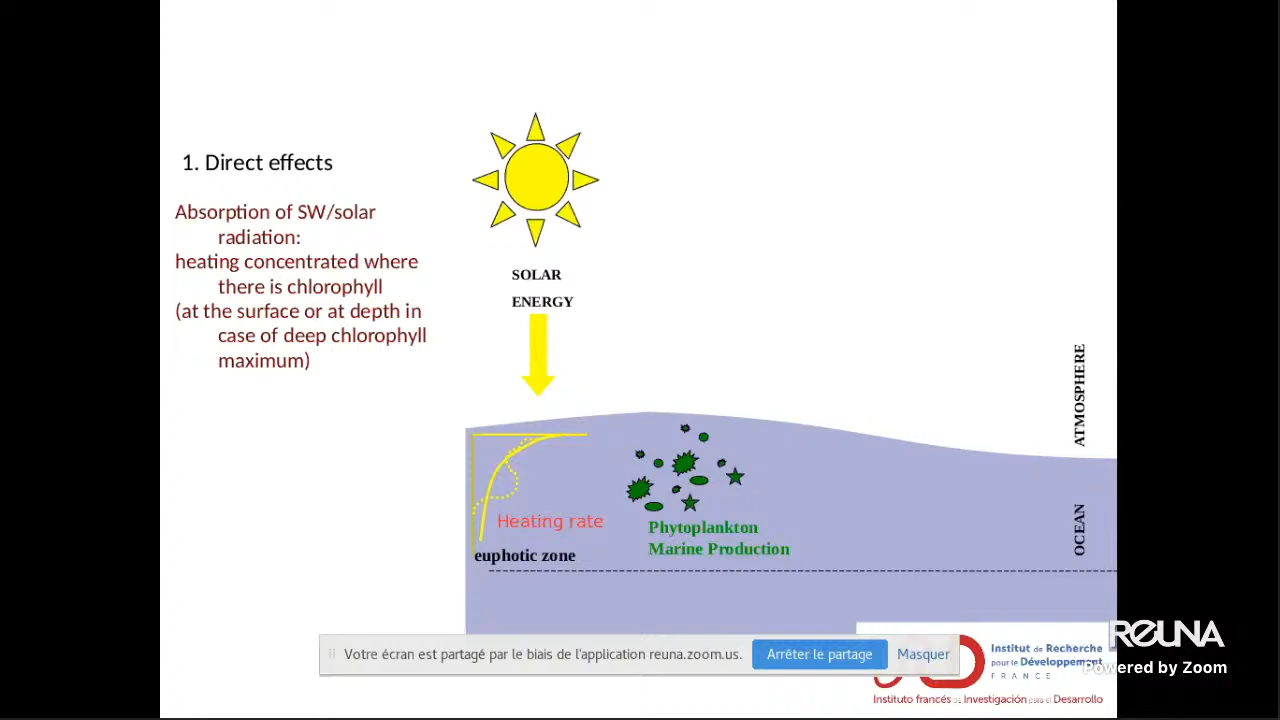 1. Direct effects
Absorption of SW/solar
radiation:
heating concentrated where
there is chlorophyll
(at the surface or at depth in
case of deep chlorophyll
maximum)
SOLAR
ENERGY
ATMOSPHERE
OCEAN
Heating rate
euphotic zone
Phytoplankton
Marine Production
Votre écran est partagé par le biais de l'application reuna.zoom.us.
Arrêter le partage
Masquer
Institut de Recherche
pour le Développement
FRANCE
Instituto francés de Investigación para el Desarrollo
REUNA
Powered by Zoom